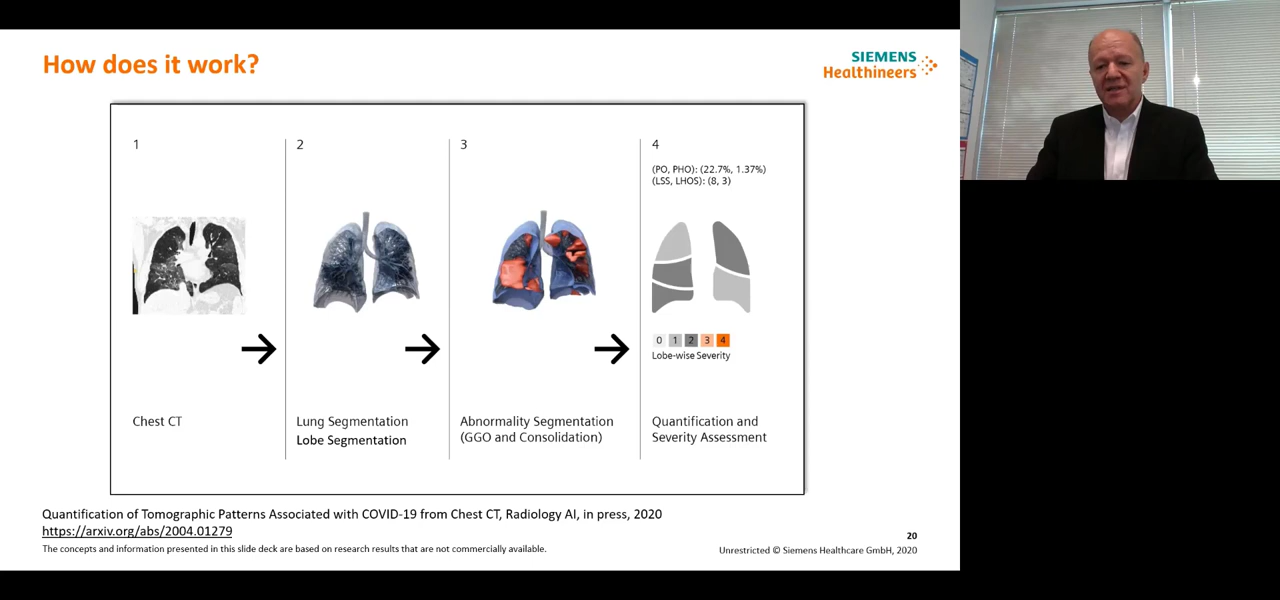 How does it work?
SIEMENS
Healthineers
1
2
3
4
(PO, PHO): (22.7%, 1.37%)
(LSS, LHOS): (8, 3)
0 1 2 3 4
Lobe-wise Severity
Chest CT
Lung Segmentation
Lobe Segmentation
Abnormality Segmentation
(GGO and Consolidation)
Quantification and
Severity Assessment
Quantification of Tomographic Patterns Associated with COVID-19 from Chest CT, Radiology AI, in press, 2020
https://arxiv.org/abs/2004.01279
20
The concepts and information presented in this slide deck are based on research results that are not commercially available.
Unrestricted © Siemens Healthcare GmbH, 2020